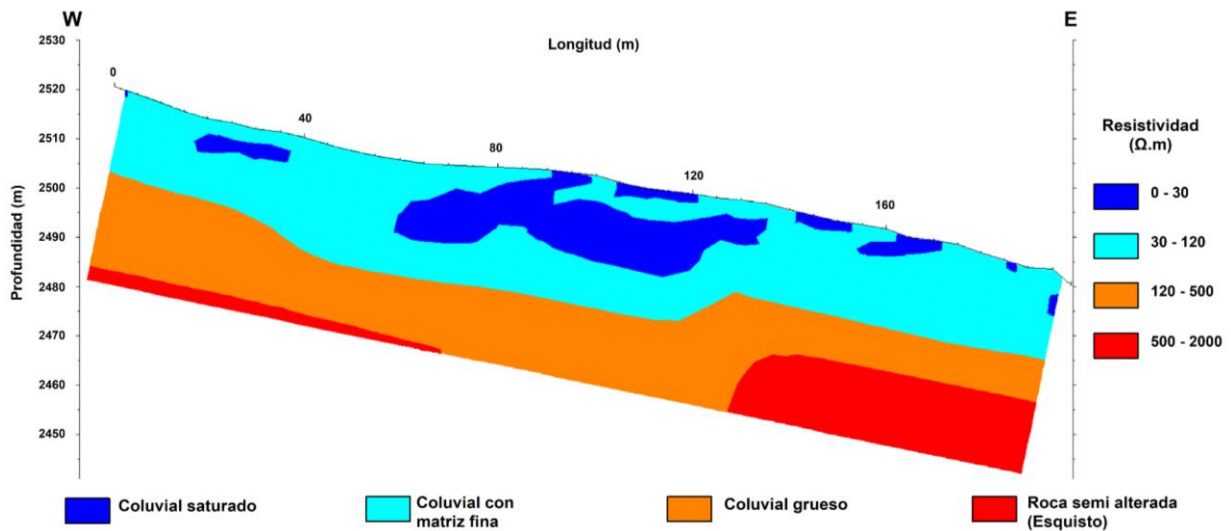 W
E
Longitud (m)
Profundidad (m)
2530
2520
2510
2500
2490
2480
2470
2460
2450
0
40
80
120
160
Resistividad
(Ω.m)
0 - 30
30 - 120
120 - 500
500 - 2000
Coluvial saturado
Coluvial con
matriz fina
Coluvial grueso
Roca semi alterada
(Esquisto)